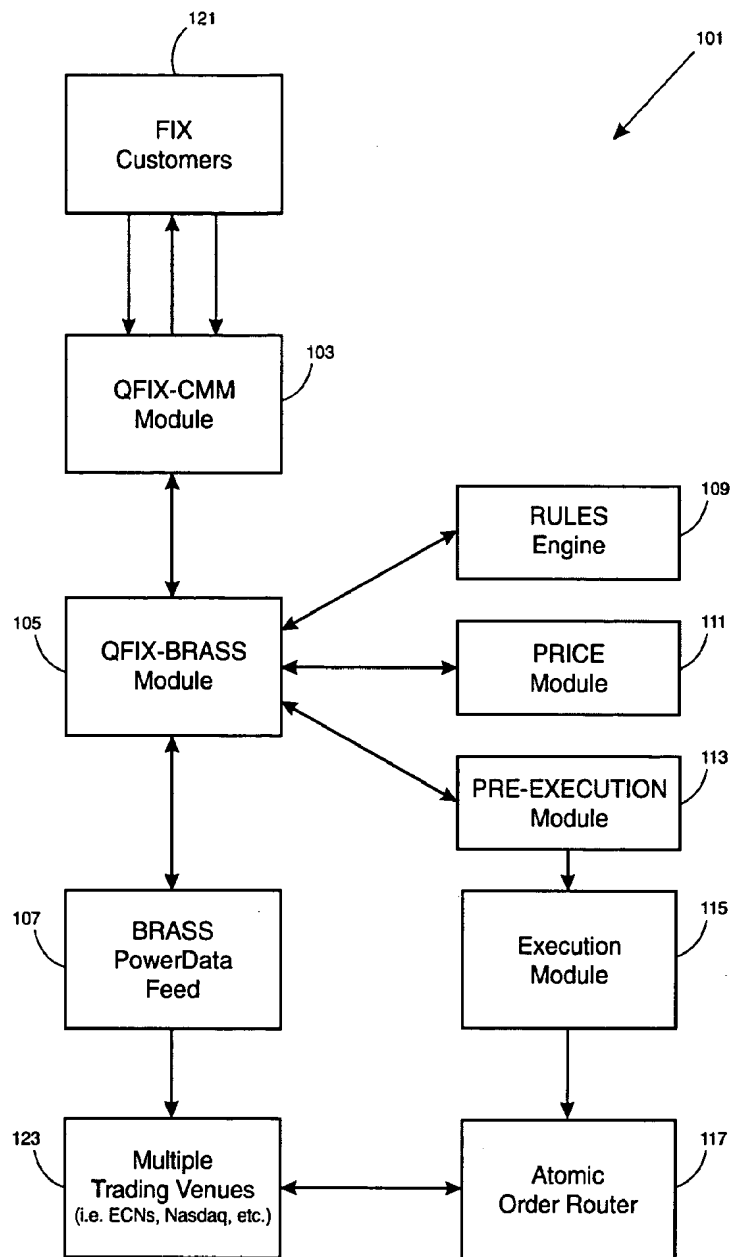 121
101
FIX
Customers
103
QFIX-CMM
Module
109
RULES
Engine
105
QFIX-BRASS
Module
111
PRICE
Module
113
PRE-EXECUTION
Module
107
BRASS
PowerData
Feed
115
Execution
Module
123
Multiple
Trading Venues
(i.e. ECNs, Nasdaq, etc.)
117
Atomic
Order Router